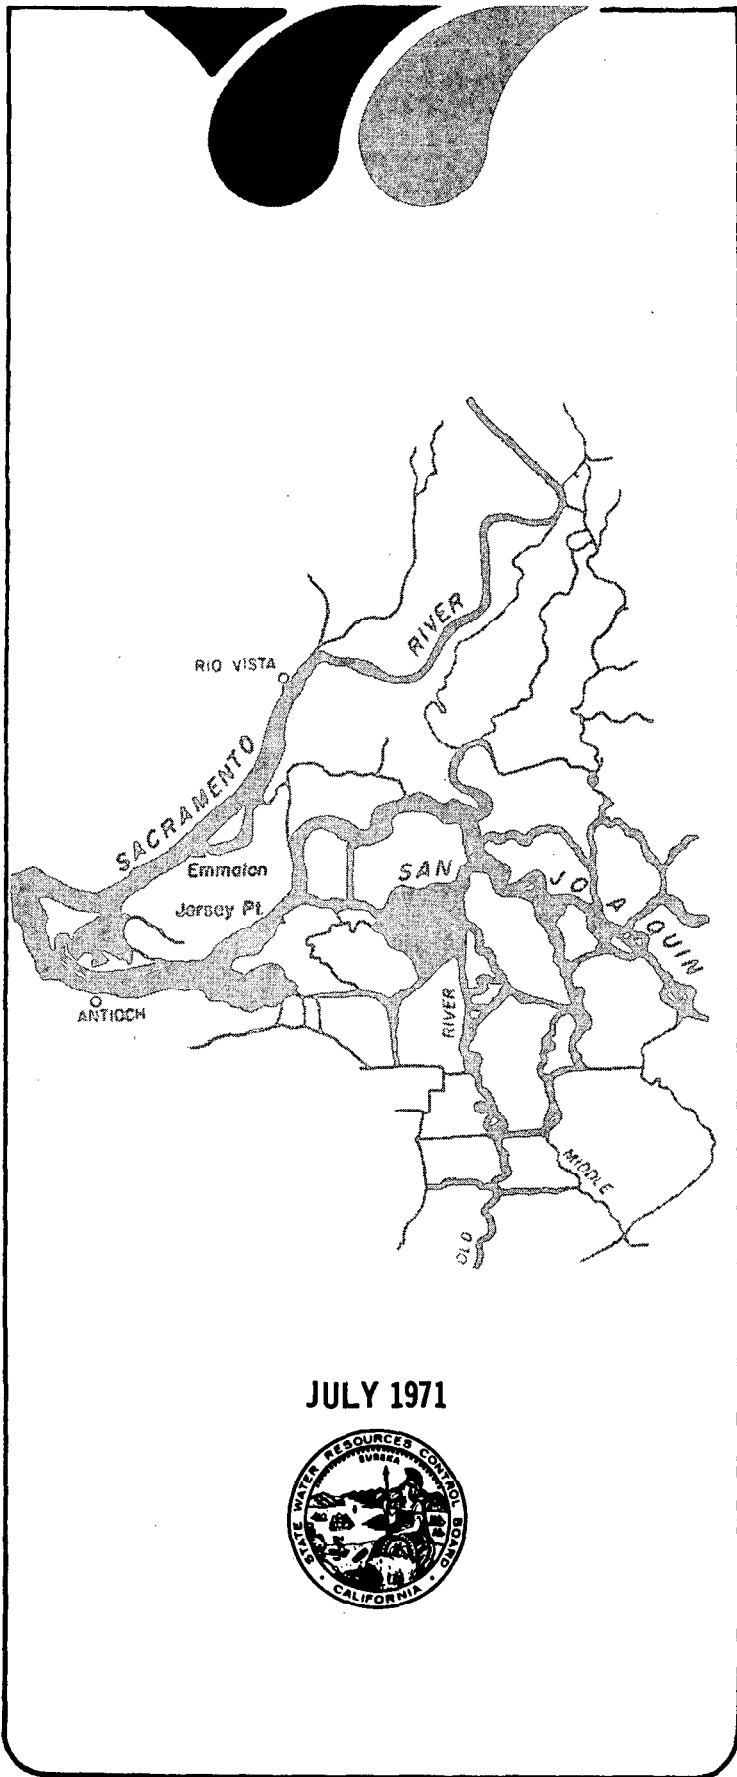 RIVER
RIO VISTA
SACRAMENTO
Emmaton
Jersey Pt.
SAN JOAQUIN
RIVER
ANTIOCH
MIDDLE
OLD
JULY 1971
STATE WATER RESOURCES CONTROL BOARD
EUREKA
• CALIFORNIA •